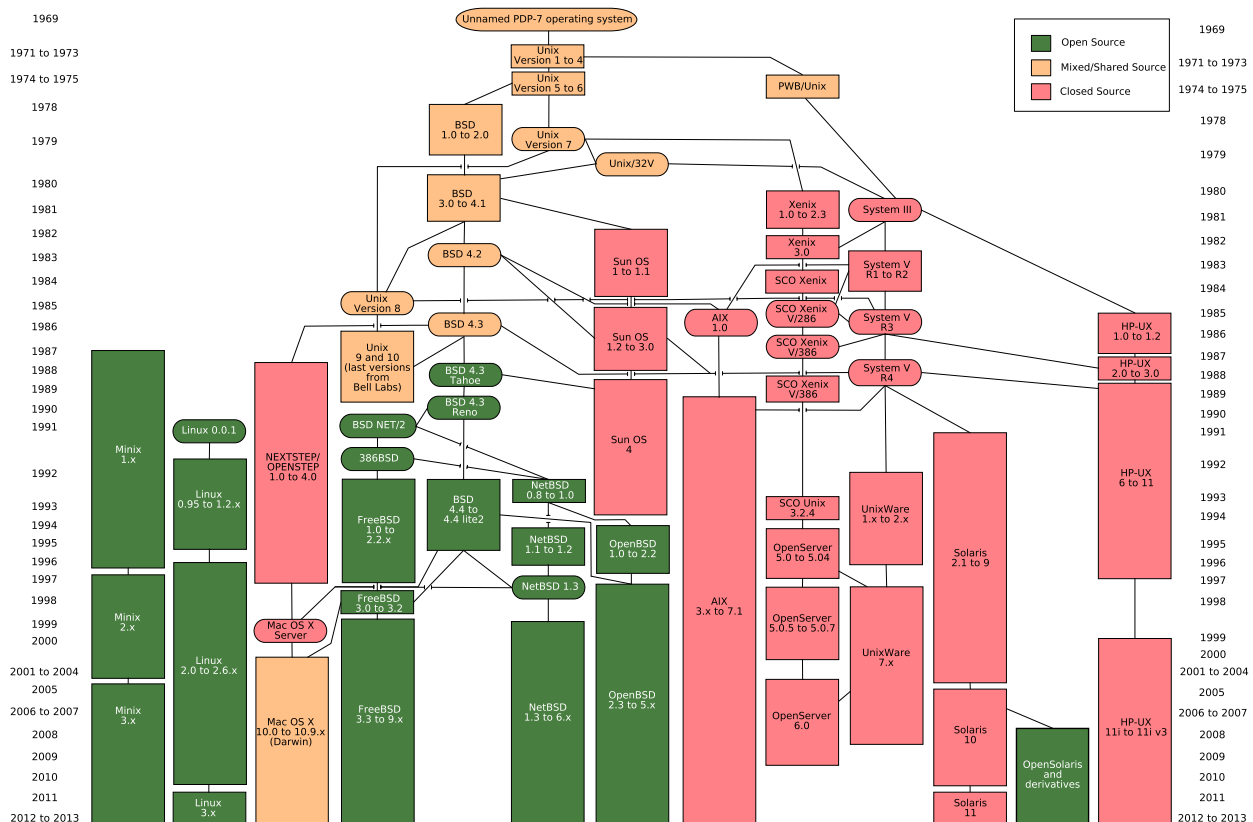 1969
1971 to 1973
1974 to 1975
1978
1979
1980
1981
1982
1983
1984
1985
1986
1987
1988
1989
1990
1991
1992
1993
1994
1995
1996
1997
1998
1999
2000
2001 to 2004
2005
2006 to 2007
2008
2009
2010
2011
2012 to 2013
Unnamed PDP-7 operating system
Unix
Version 1 to 4
Unix
Version 5 to 6
PWB/Unix
BSD
1.0 to 2.0
Unix
Version 7
Unix/32V
BSD
3.0 to 4.1
Xenix
1.0 to 2.3
System III
Xenix
3.0
BSD 4.2
Sun OS
1 to 1.1
System V
R1 to R2
SCO Xenix
Unix
Version 8
SCO Xenix
V/286
AIX
1.0
System V
R3
BSD 4.3
HP-UX
1.0 to 1.2
Sun OS
1.2 to 3.0
SCO Xenix
V/386
Unix
9 and 10
(last versions
from
Bell Labs)
HP-UX
2.0 to 3.0
BSD 4.3
Tahoe
System V
R4
SCO Xenix
V/386
BSD 4.3
Reno
BSD NET/2
Linux 0.0.1
Minix
1.x
Sun OS
4
386BSD
NEXTSTEP/
OPENSTEP
1.0 to 4.0
HP-UX
6 to 11
Linux
0.95 to 1.2.x
NetBSD
0.8 to 1.0
BSD
4.4 to
4.4 lite2
SCO Unix
3.2.4
UnixWare
1.x to 2.x
FreeBSD
1.0 to
2.2.x
NetBSD
1.1 to 1.2
OpenBSD
1.0 to 2.2
OpenServer
5.0 to 5.04
Solaris
2.1 to 9
NetBSD 1.3
FreeBSD
3.0 to 3.2
AIX
3.x to 7.1
OpenServer
5.0.5 to 5.0.7
Minix
2.x
Mac OS X
Server
UnixWare
7.x
Linux
2.0 to 2.6.x
OpenBSD
2.3 to 5.x
FreeBSD
3.3 to 9.x
NetBSD
1.3 to 6.x
OpenServer
6.0
Minix
3.x
Mac OS X
10.0 to 10.9.x
(Darwin)
Solaris
10
HP-UX
11i to 11i v3
OpenSolaris
and
derivatives
Linux
3.x
Solaris
11
Open Source
Mixed/Shared Source
Closed Source
1969
1971 to 1973
1974 to 1975
1978
1979
1980
1981
1982
1983
1984
1985
1986
1987
1988
1989
1990
1991
1992
1993
1994
1995
1996
1997
1998
1999
2000
2001 to 2004
2005
2006 to 2007
2008
2009
2010
2011
2012 to 2013